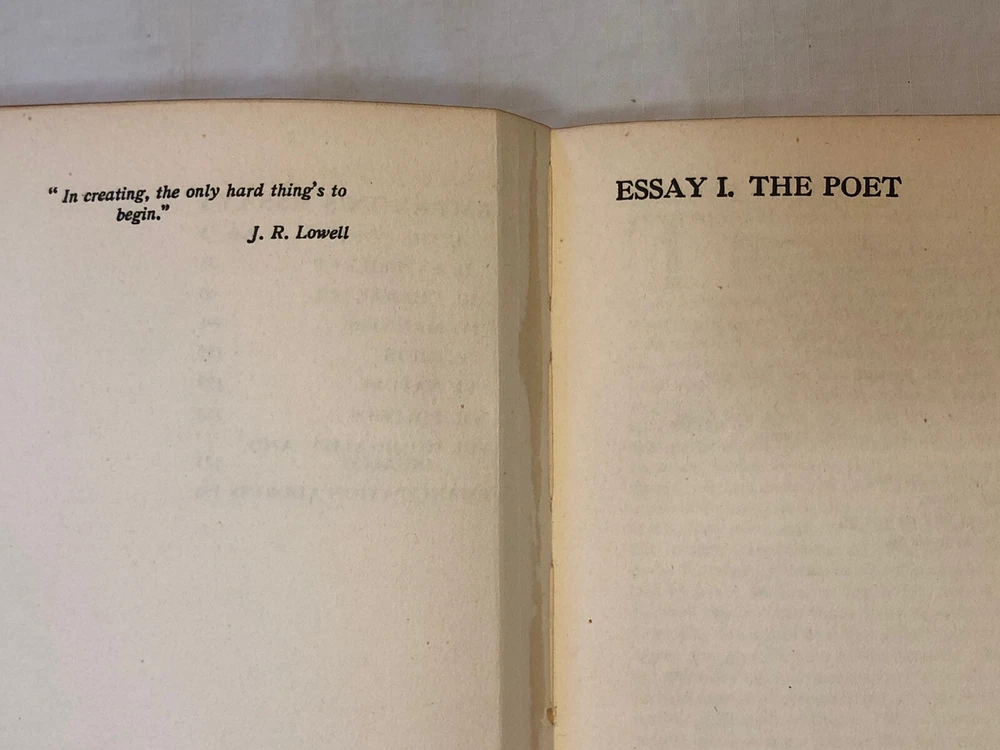 “ In creating, the only hard thing's to
begin.”
J. R. Lowell
ESSAY I. THE POET